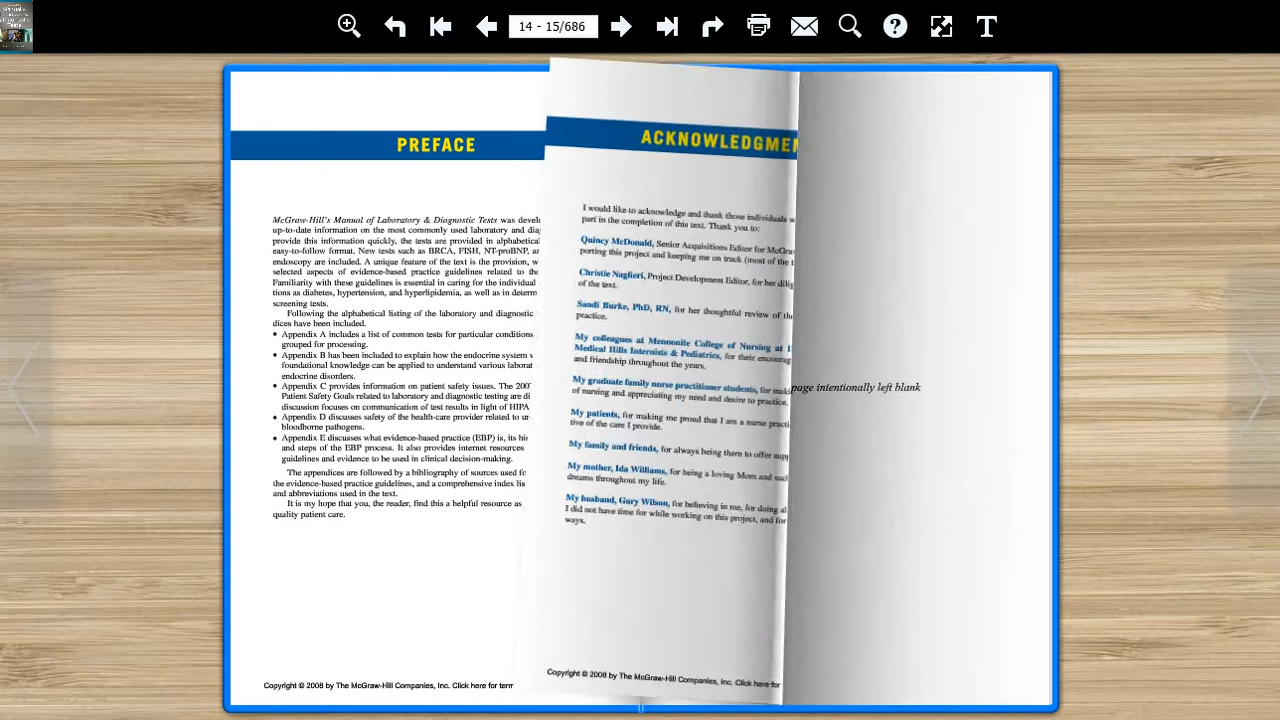 14 - 15/686
T
PREFACE
McGraw-Hill's Manual of Laboratory & Diagnostic Tests was develo
up-to-date information on the most commonly used laboratory and dia
provide this information quickly, the tests are provided in alphabetical
easy-to-follow format. New tests such as BRCA, FISH, NT-proBNP, an
endoscopy are included. A unique feature of the text is the provision, w
selected aspects of evidence-based practice guidelines related to the
Familiarity with these guidelines is essential in caring for the individual
tions as diabetes, hypertension, and hyperlipidemia, as well as in determ
screening tests.
Following the alphabetical listing of the laboratory and diagnostic
dices have been included.
• Appendix A includes a list of common tests for particular conditions
grouped for processing.
• Appendix B has been included to explain how the endocrine system v
foundational knowledge can be applied to understand various laborat
endocrine disorders.
• Appendix C provides information on patient safety issues. The 200
Patient Safety Goals related to laboratory and diagnostic testing are di
discussion focuses on communication of test results in light of HIPA
• Appendix D discusses safety of the health-care provider related to ur
bloodborne pathogens.
• Appendix E discusses what evidence-based practice (EBP) is, its his
and steps of the EBP process. It also provides internet resources
guidelines and evidence to be used in clinical decision-making.
The appendices are followed by a bibliography of sources used fo
the evidence-based practice guidelines, and a comprehensive index lis
and abbreviations used in the text.
It is my hope that you, the reader, find this a helpful resource as
quality patient care.
Copyright © 2008 by The McGraw-Hill Companies, Inc. Click here for term
ACKNOWLEDGMEN
I would like to acknowledge and thank those individuals w
part in the completion of this text. Thank you to:
Quincy McDonald, Senior Acquisitions Editor for McGra
porting this project and keeping me on track (most of the t
Christie Naglieri, Project Development Editor, for her dilig
of the text.
Sandi Burke, PhD, RN, for her thoughtful review of the
practice.
My colleagues at Mennonite College of Nursing at Il
Medical Hills Internists & Pediatrics, for their encourag
and friendship throughout the years.
My graduate family nurse practitioner students, for maki
of nursing and appreciating my need and desire to practice.
My patients, for making me proud that I am a nurse practi
tive of the care I provide.
My family and friends, for always being there to offer supp
My mother, Ida Williams, for being a loving Mom and
dreams throughout my life.
My husband, Gary Wilson, for believing in me, for doing al
I did not have time for while working on this project, and for
ways.
Copyright © 2008 by The McGraw-Hill Companies, Inc. Click here for
page intentionally left blank